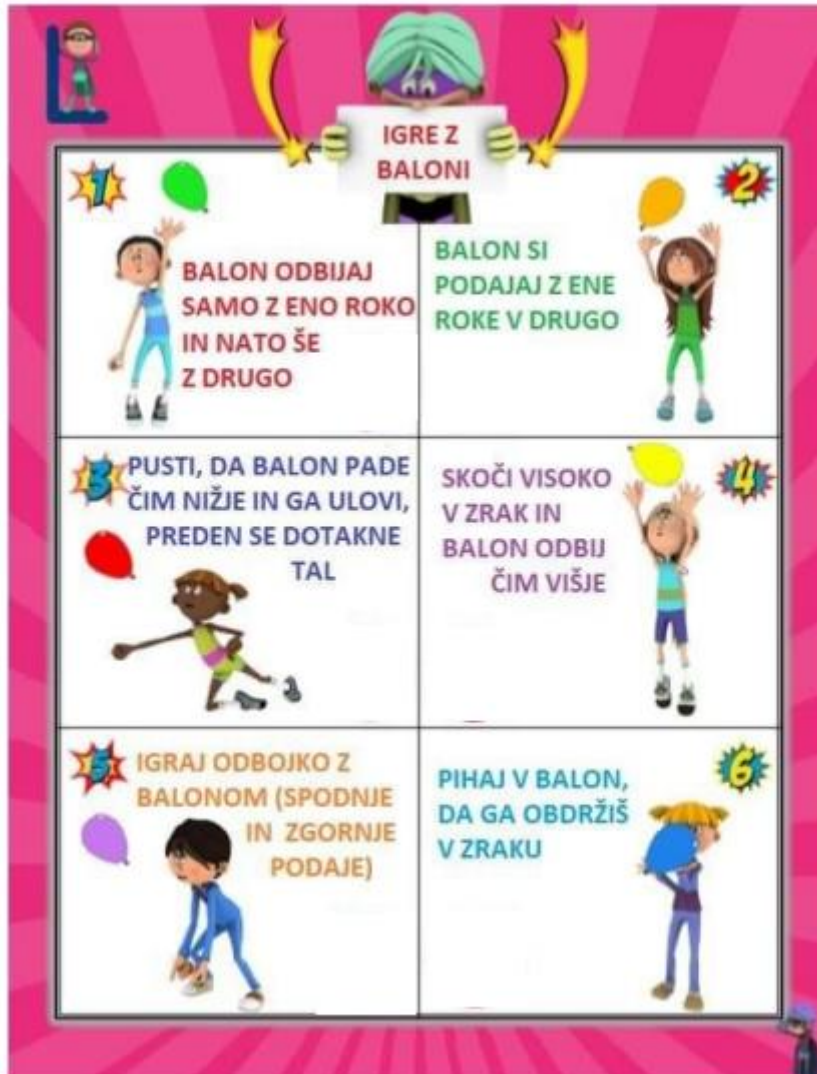 IGRE Z
BALONI
1
BALON ODBIJAJ
SAMO Z ENO ROKO
IN NATO ŠE
Z DRUGO
2
BALON SI
PODAJAJ Z ENE
ROKE V DRUGO
3
PUSTI, DA BALON PADE
ČIM NIŽJE IN GA ULOVI,
PREDEN SE DOTAKNE
TAL
4
SKOČI VISOKO
V ZRAK IN
BALON ODBIJ
ČIM VIŠJE
5
IGRAJ ODBOJKO Z
BALONOM (SPODNJE
IN ZGORNJE
PODAJE)
6
PIHAJ V BALON,
DA GA OBDRŽIŠ
V ZRAKU